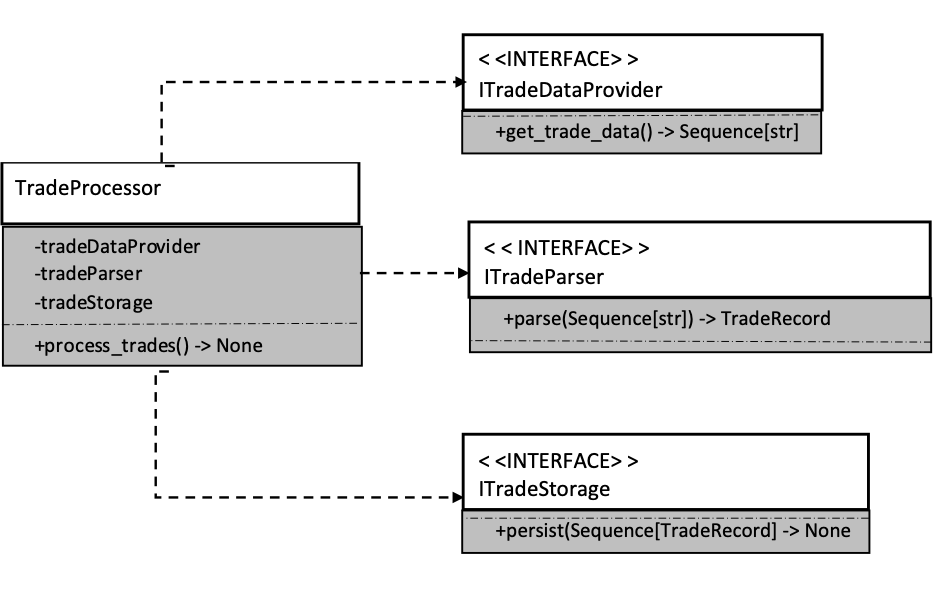 < <INTERFACE> >
ITradeDataProvider
+get_trade_data() -> Sequence[str]
TradeProcessor
-tradeDataProvider
-tradeParser
-tradeStorage
+process_trades() -> None
< < INTERFACE> >
ITradeParser
+parse(Sequence[str]) -> TradeRecord
< <INTERFACE> >
ITradeStorage
+persist(Sequence[TradeRecord] -> None